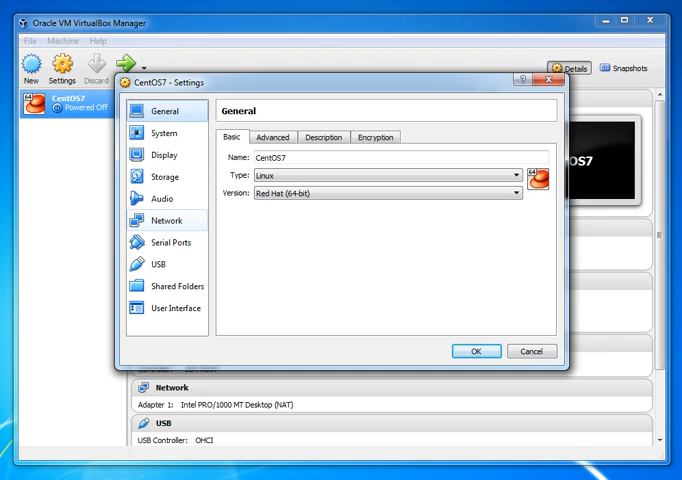 Oracle VM VirtualBox Manager
File Machine Help
New Settings Discard
Details Snapshots
64 CentOS7
Powered Off
CentOS7 - Settings
General
System
Display
Storage
Audio
Network
Serial Ports
USB
Shared Folders
User Interface
General
Basic Advanced Description Encryption
Name: CentOS7
Type: Linux
64
Version: Red Hat (64-bit)
OK Cancel
OS7
Network
Adapter 1: Intel PRO/1000 MT Desktop (NAT)
USB
USB Controller: OHCI